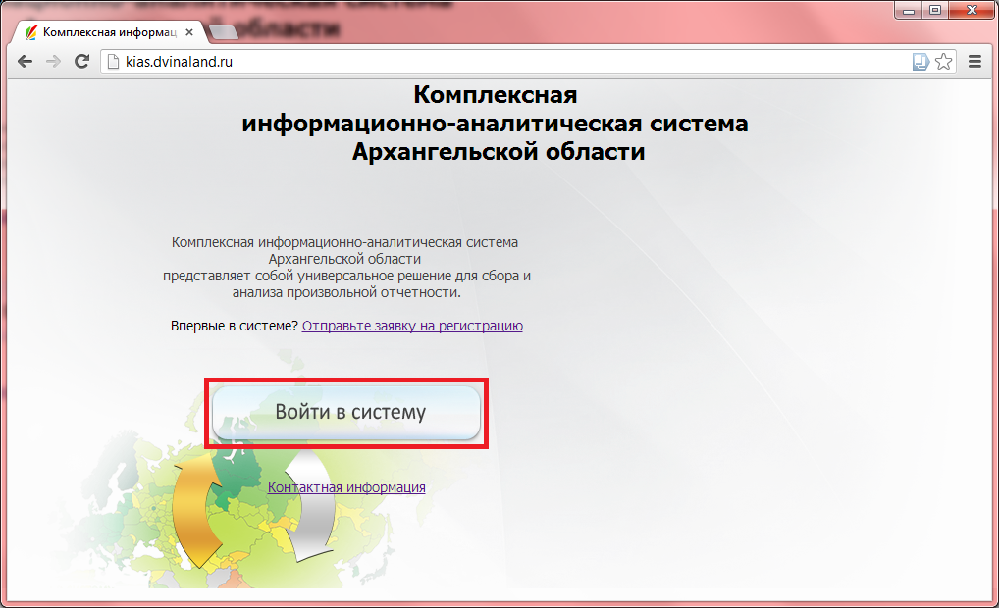 области
Комплексная информац
kias.dvinaland.ru
Комплексная
информационно-аналитическая система
Архангельской области
Комплексная информационно-аналитическая система
Архангельской области
представляет собой универсальное решение для сбора и
анализа произвольной отчетности.
Впервые в системе? Отправьте заявку на регистрацию
Войти в систему
Контактная информация